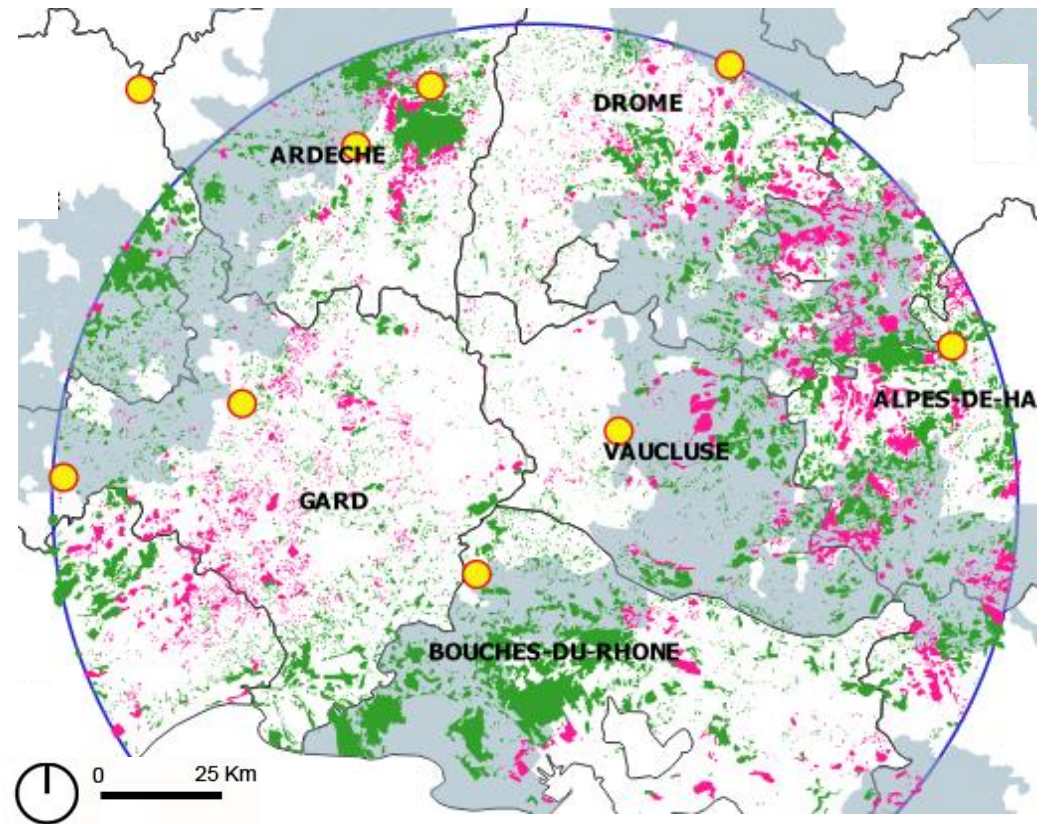 DROME
ARDECHE
ALPES-DE-HA
VAUCLUSE
GARD
BOUCHES-DU-RHONE
0 25 Km